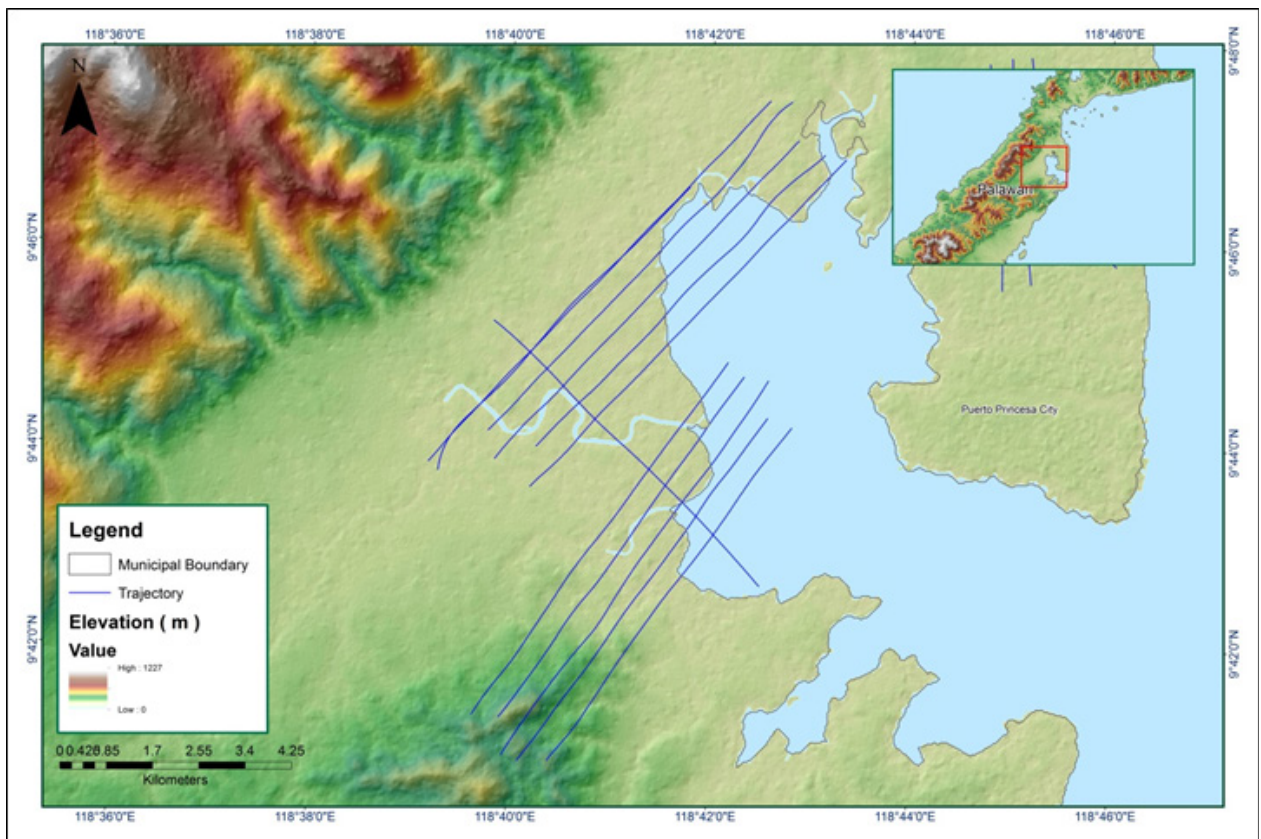 118°36'0"E 118°38'0"E 118°40'0"E 118°42'0"E 118°44'0"E 118°46'0"E
9°48'0"N
N
Palawan
9°46'0"N
9°46'0"N
Puerto Princesa City
9°44'0"N
9°44'0"N
Legend
Municipal Boundary
Trajectory
Elevation ( m )
Value
High : 1227
Low : 0
9°42'0"N
9°42'0"N
0 0.425 0.85 1.7 2.55 3.4 4.25
Kilometers
118°36'0"E 118°38'0"E 118°40'0"E 118°42'0"E 118°44'0"E 118°46'0"E